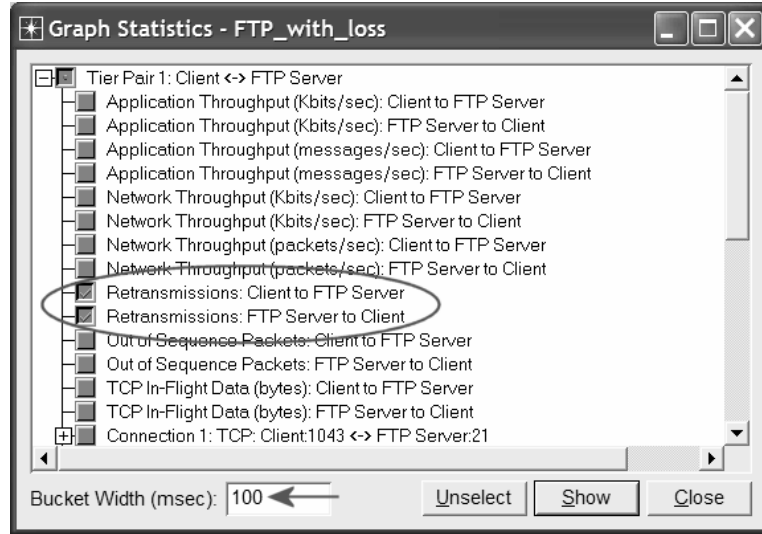 Graph Statistics - FTP_with_loss
Tier Pair 1: Client <-> FTP Server
Application Throughput (Kbits/sec): Client to FTP Server
Application Throughput (Kbits/sec): FTP Server to Client
Application Throughput (messages/sec): Client to FTP Server
Application Throughput (messages/sec): FTP Server to Client
Network Throughput (Kbits/sec): Client to FTP Server
Network Throughput (Kbits/sec): FTP Server to Client
Network Throughput (packets/sec): Client to FTP Server
Network Throughput (packets/sec): FTP Server to Client
Retransmissions: Client to FTP Server
Retransmissions: FTP Server to Client
Out of Sequence Packets: Client to FTP Server
Out of Sequence Packets: FTP Server to Client
TCP In-Flight Data (bytes): Client to FTP Server
TCP In-Flight Data (bytes): FTP Server to Client
Connection 1: TCP: Client:1043 <-> FTP Server:21
Bucket Width (msec): 100 Unselect Show Close